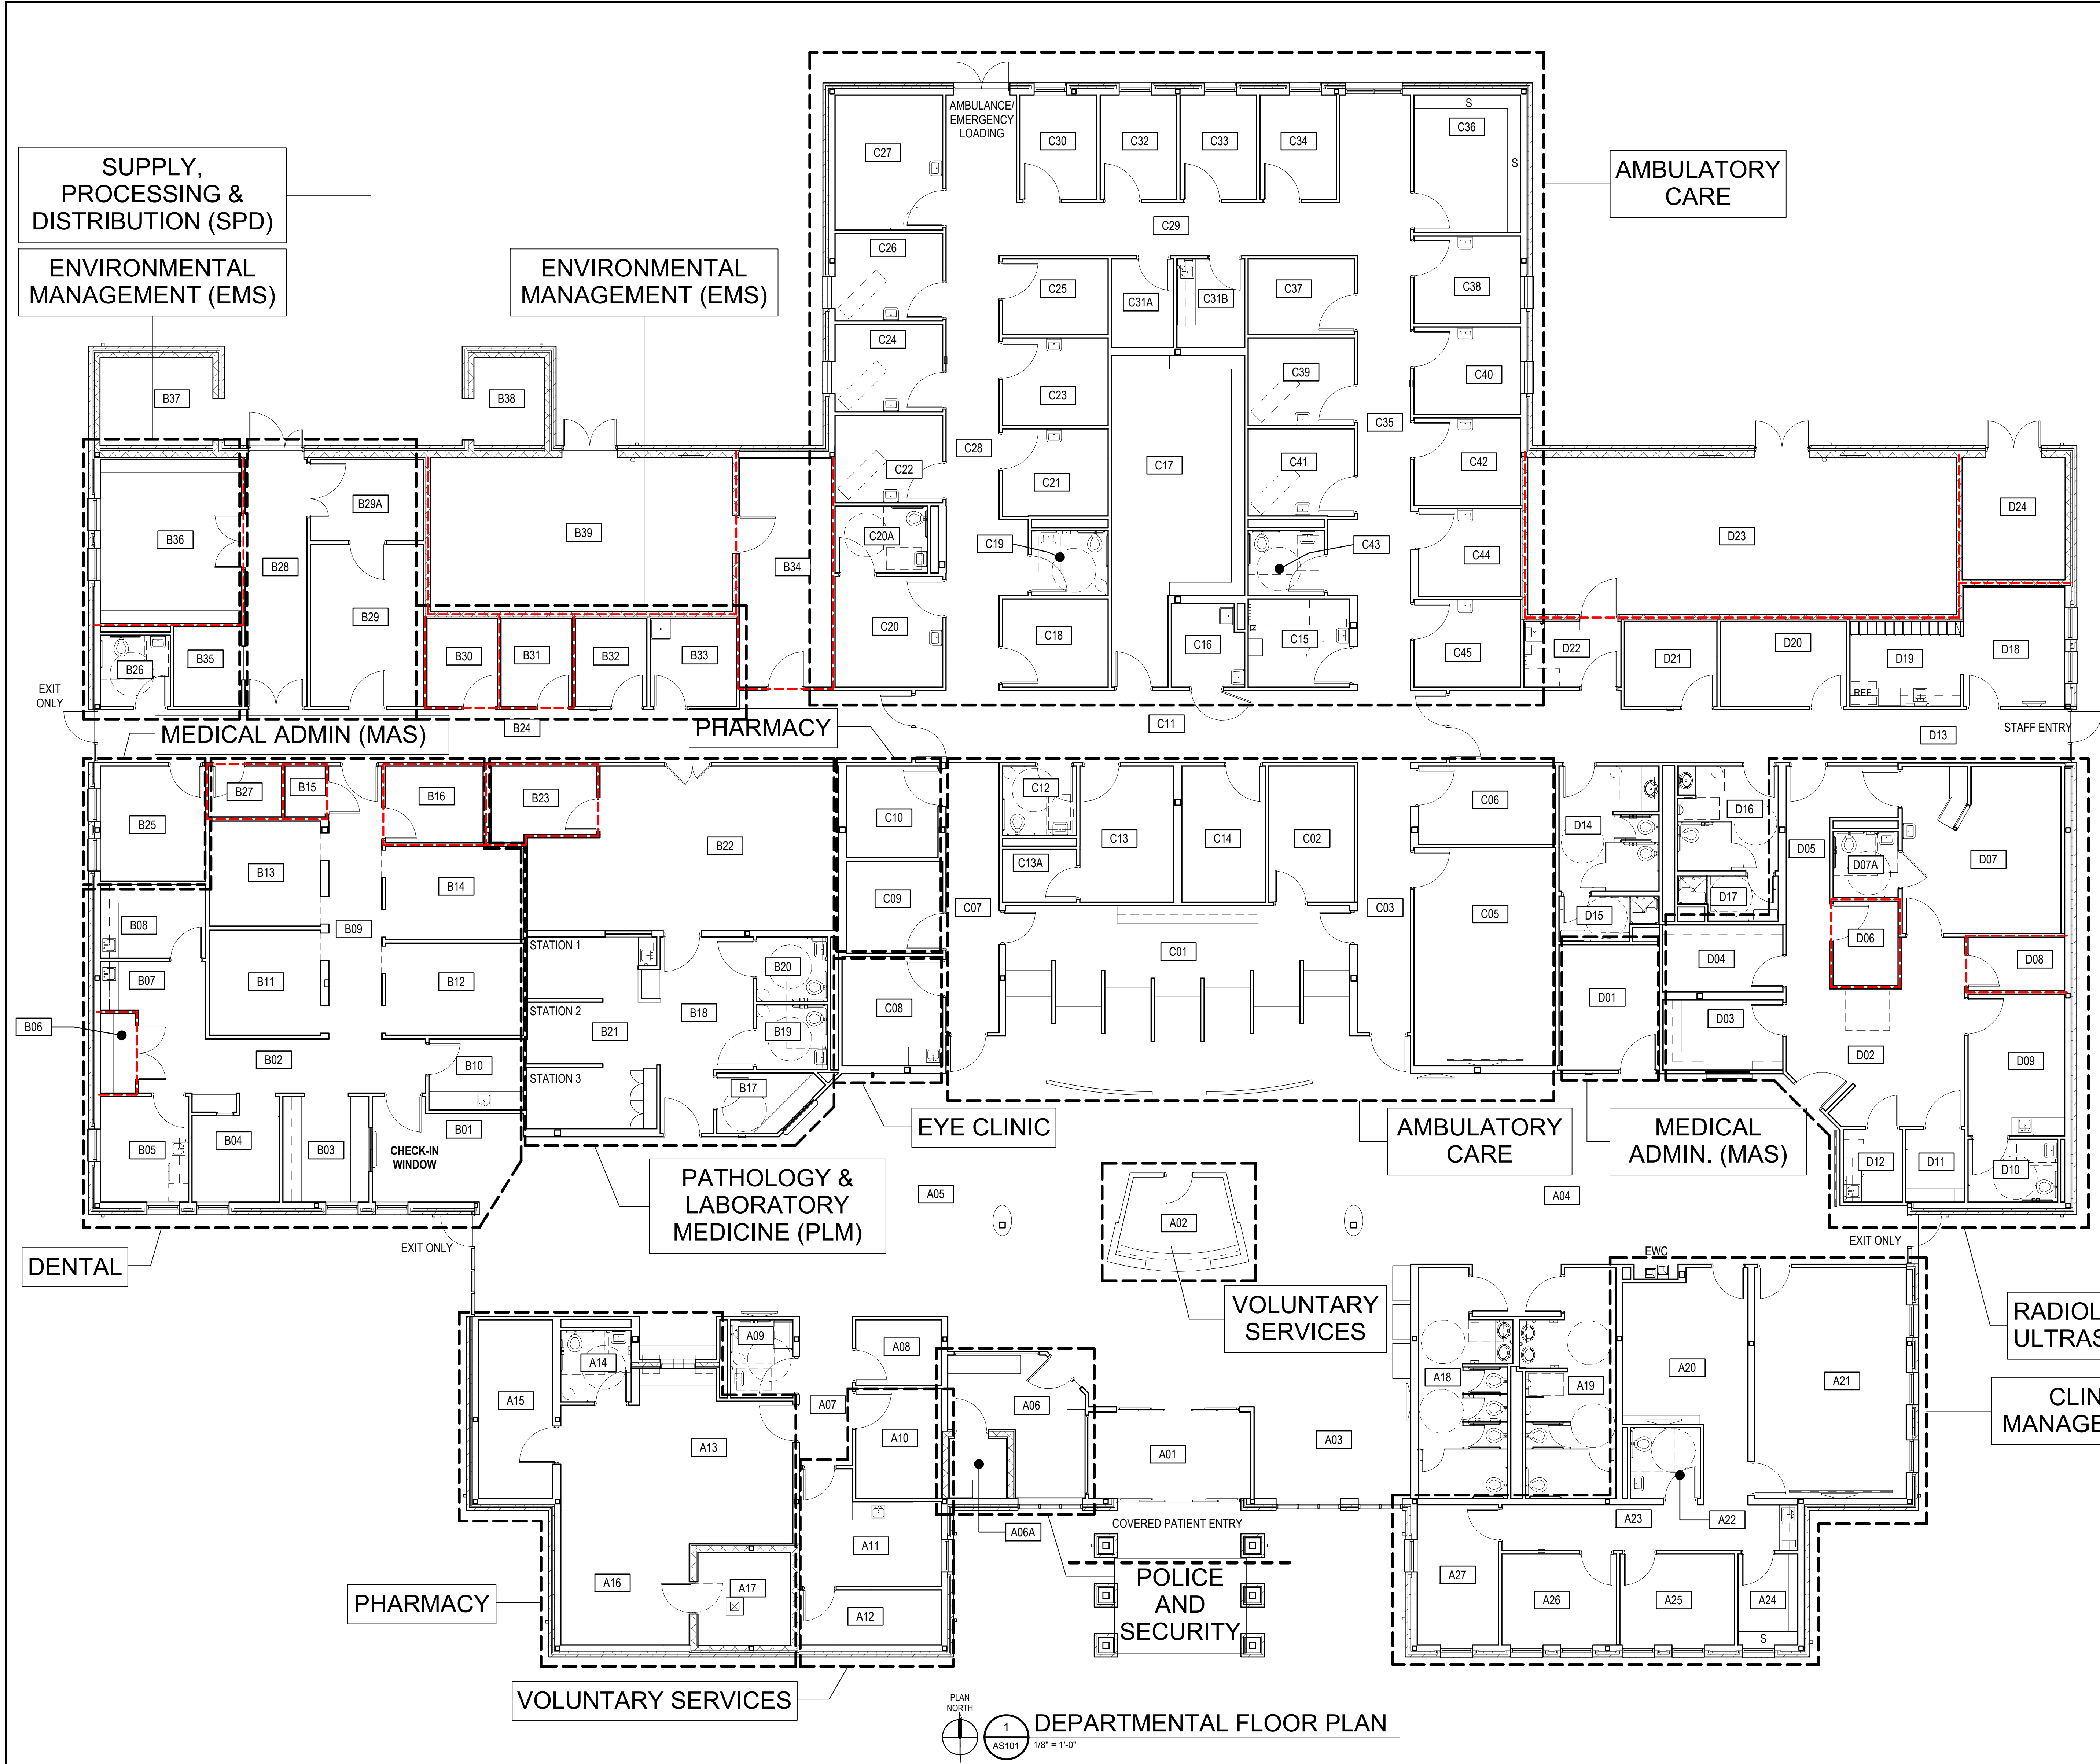 AMBULANCE/
EMERGENCY
LOADING
C27
C30
C32
C33
C34
S
C36
S
SUPPLY,
PROCESSING &
DISTRIBUTION (SPD)
AMBULATORY
CARE
C29
C26
ENVIRONMENTAL
MANAGEMENT (EMS)
ENVIRONMENTAL
MANAGEMENT (EMS)
C25
C31A
C31B
C37
C38
C24
C23
C39
C40
B37
B38
C28
C35
C22
C21
C17
C41
C42
B29A
B36
B39
B28
B34
C20A
C19
C43
C44
D24
D23
B29
B26
B35
B30
B31
B32
B33
C20
C18
C16
C15
C45
D22
D21
D20
D19
D18
REF.
EXIT
ONLY
MEDICAL ADMIN (MAS)
B24
PHARMACY
C11
D13
STAFF ENTRY
B25
B27
B15
B16
B23
B22
C10
C12
C13
C14
C02
C06
D14
D16
D05
D07A
D07
B13
B14
C09
C13A
C07
C03
C05
D15
D17
B08
B09
STATION 1
C01
D04
D06
D08
B07
B11
B12
B20
C08
D01
D03
B06
STATION 2
B21
B18
B19
B02
B10
D02
D09
STATION 3
B17
B05
B04
B03
B01
CHECK-IN
WINDOW
EYE CLINIC
AMBULATORY
CARE
MEDICAL
ADMIN. (MAS)
D12
D11
D10
PATHOLOGY &
LABORATORY
MEDICINE (PLM)
A05
A02
A04
DENTAL
EXIT ONLY
EWC
EXIT ONLY
VOLUNTARY
SERVICES
RADIOL
ULTRAS
A09
A08
A14
A15
A07
A10
A06
A18
A19
A20
A21
CLIN
MANAGE
A13
A01
A03
A06A
COVERED PATIENT ENTRY
A23
A22
A11
A16
A17
A12
POLICE
AND
SECURITY
A27
A26
A25
A24
S
PHARMACY
VOLUNTARY SERVICES
PLAN
NORTH
1
AS101
DEPARTMENTAL FLOOR PLAN
1/8" = 1'-0"